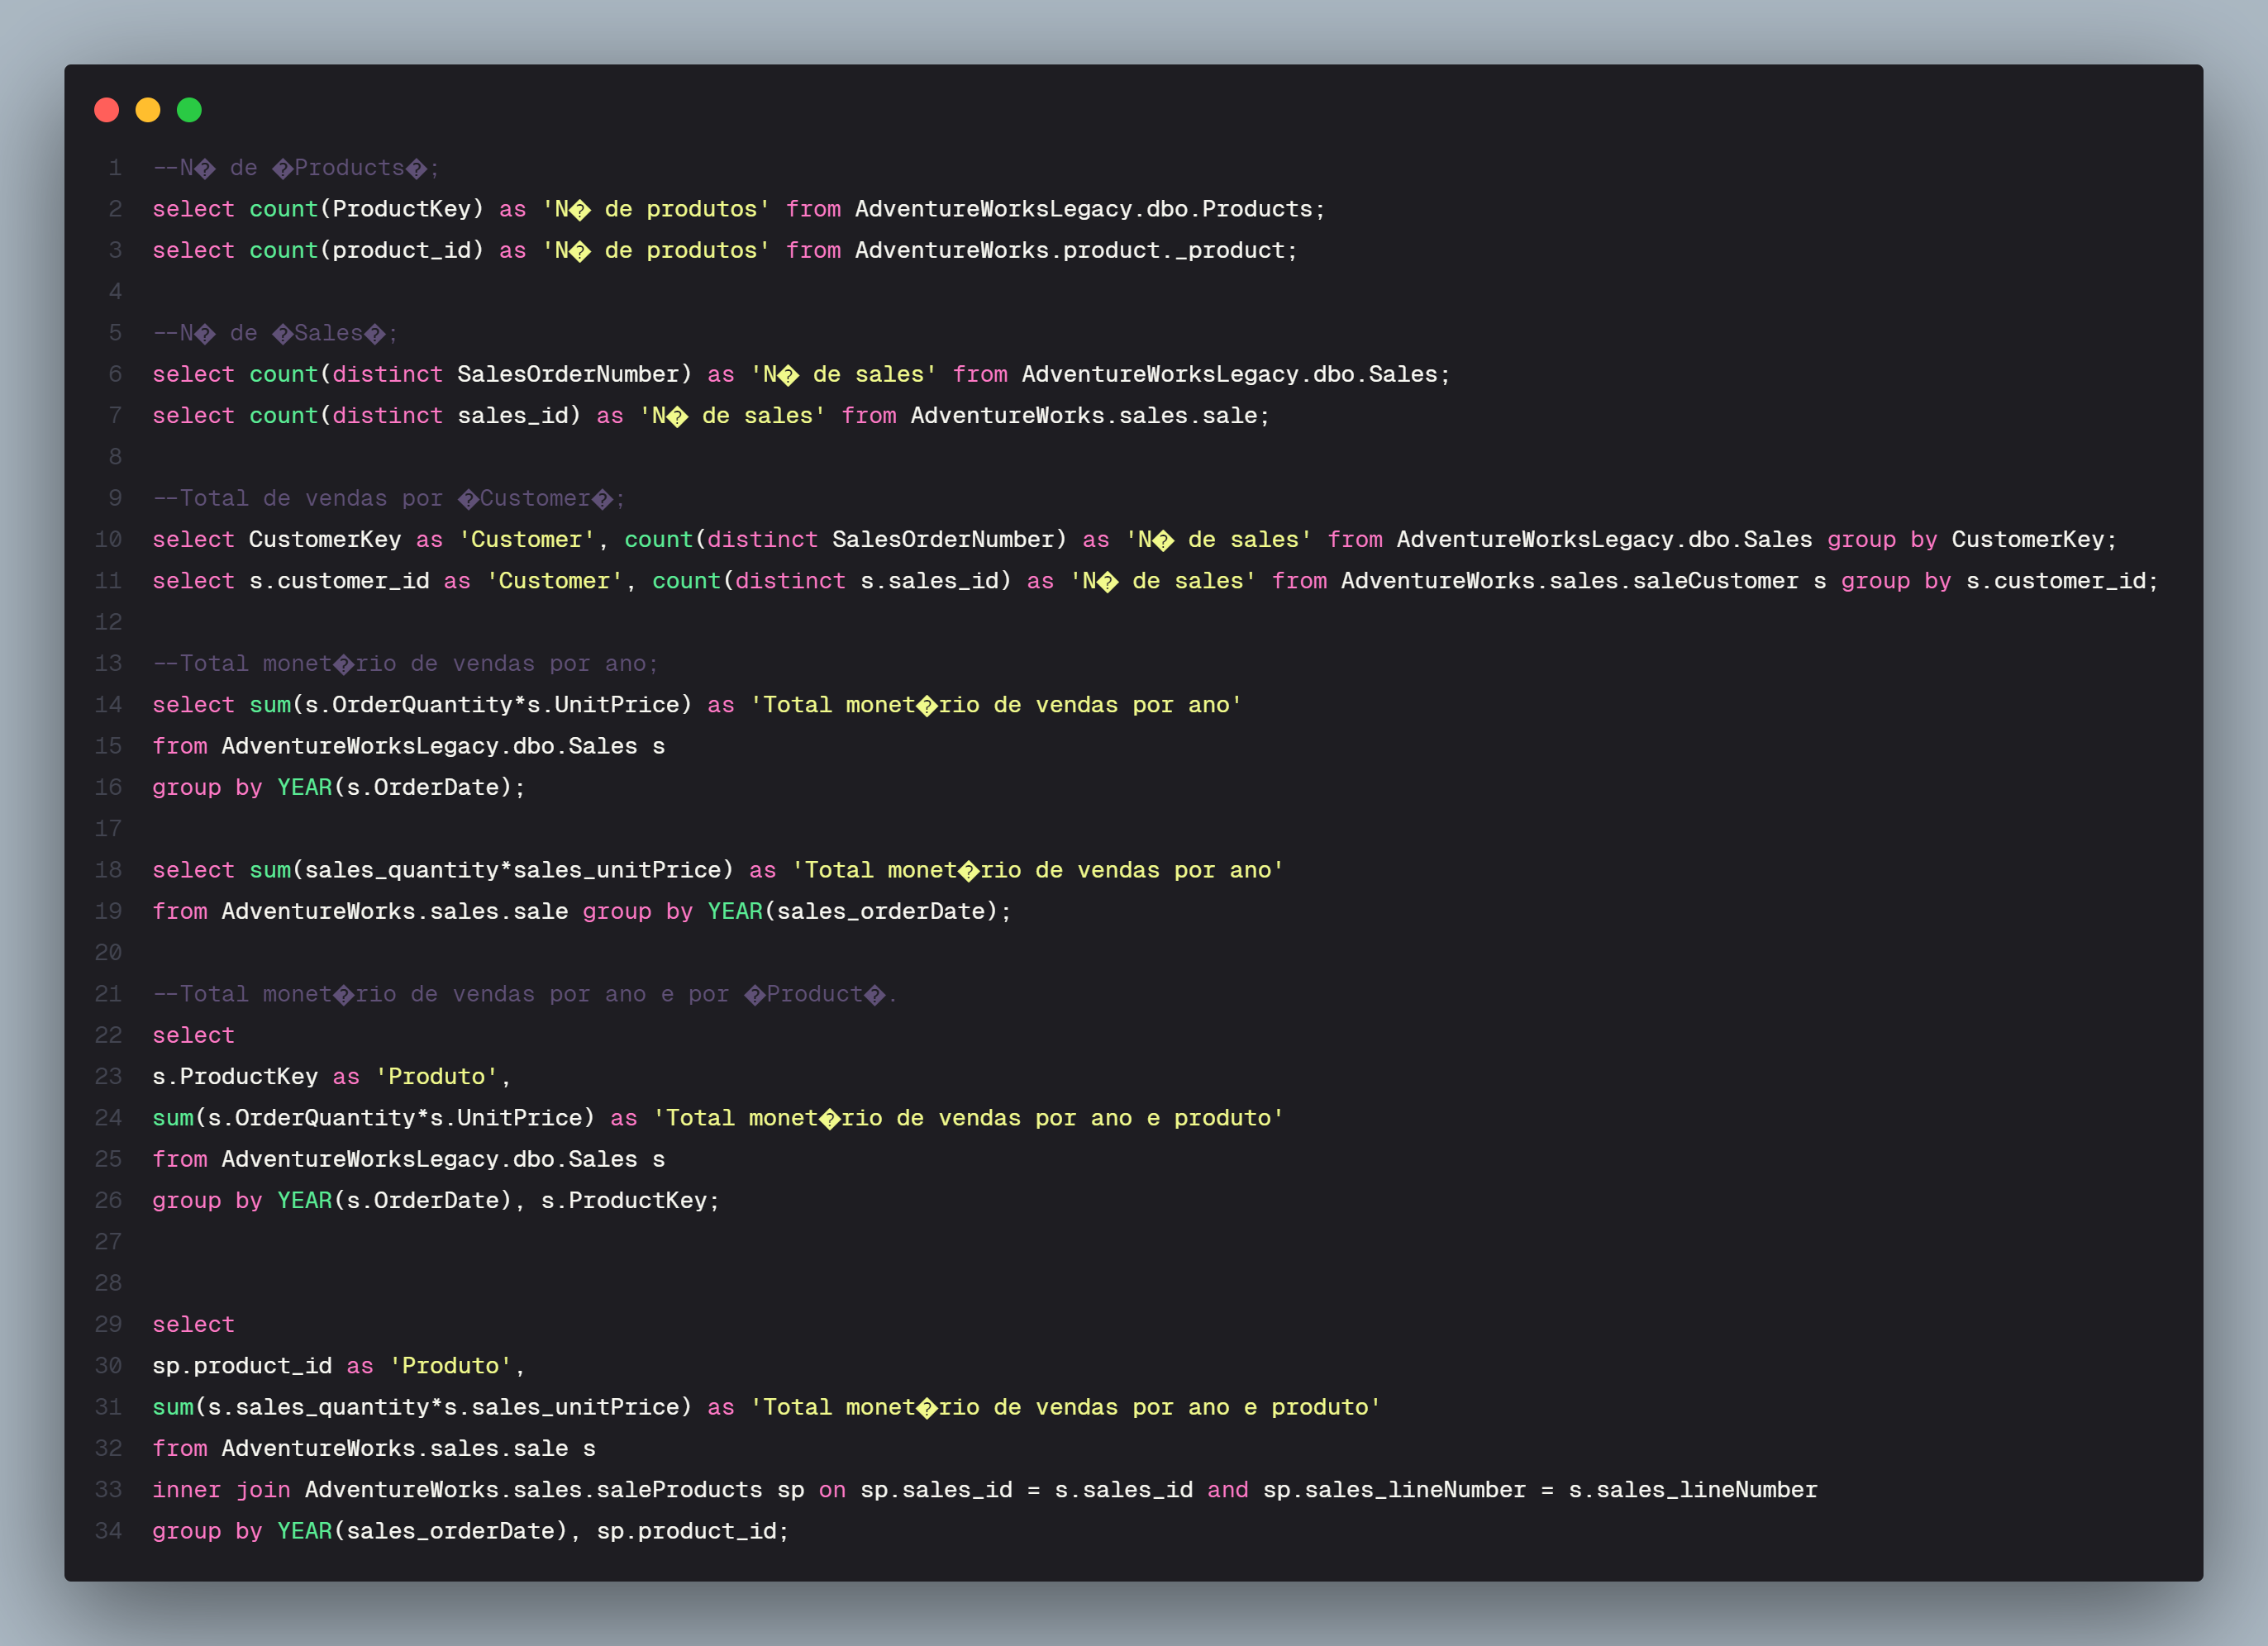 1 --N� de �Products�;
2 select count(ProductKey) as 'N� de produtos' from AdventureWorksLegacy.dbo.Products;
3 select count(product_id) as 'N� de produtos' from AdventureWorks.product._product;
4
5 --N� de �Sales�;
6 select count(distinct SalesOrderNumber) as 'N� de sales' from AdventureWorksLegacy.dbo.Sales;
7 select count(distinct sales_id) as 'N� de sales' from AdventureWorks.sales.sale;
8
9 --Total de vendas por �Customer�;
10 select CustomerKey as 'Customer', count(distinct SalesOrderNumber) as 'N� de sales' from AdventureWorksLegacy.dbo.Sales group by CustomerKey;
11 select s.customer_id as 'Customer', count(distinct s.sales_id) as 'N� de sales' from AdventureWorks.sales.saleCustomer s group by s.customer_id;
12
13 --Total monet�rio de vendas por ano;
14 select sum(s.OrderQuantity*s.UnitPrice) as 'Total monet�rio de vendas por ano'
15 from AdventureWorksLegacy.dbo.Sales s
16 group by YEAR(s.OrderDate);
17
18 select sum(sales_quantity*sales_unitPrice) as 'Total monet�rio de vendas por ano'
19 from AdventureWorks.sales.sale group by YEAR(sales_orderDate);
20
21 --Total monet�rio de vendas por ano e por �Product�.
22 select
23 s.ProductKey as 'Produto',
24 sum(s.OrderQuantity*s.UnitPrice) as 'Total monet�rio de vendas por ano e produto'
25 from AdventureWorksLegacy.dbo.Sales s
26 group by YEAR(s.OrderDate), s.ProductKey;
27
28
29 select
30 sp.product_id as 'Produto',
31 sum(s.sales_quantity*s.sales_unitPrice) as 'Total monet�rio de vendas por ano e produto'
32 from AdventureWorks.sales.sale s
33 inner join AdventureWorks.sales.saleProducts sp on sp.sales_id = s.sales_id and sp.sales_lineNumber = s.sales_lineNumber
34 group by YEAR(sales_orderDate), sp.product_id;